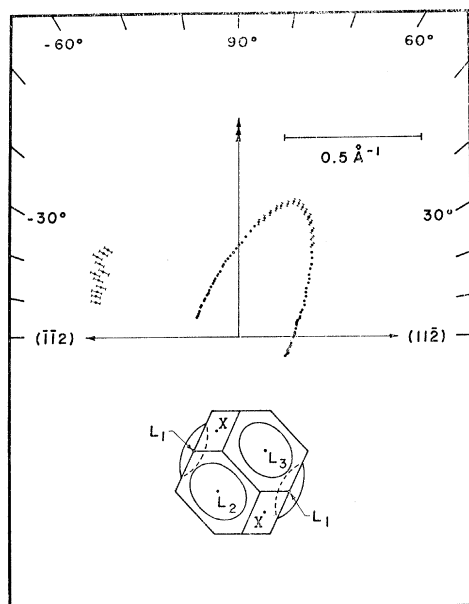 -60° 90° 60°
0.5 Å⁻¹
-30° 30°
(1̄1̄2) (112̄)
L₁ X L₃
L₂ X L₁